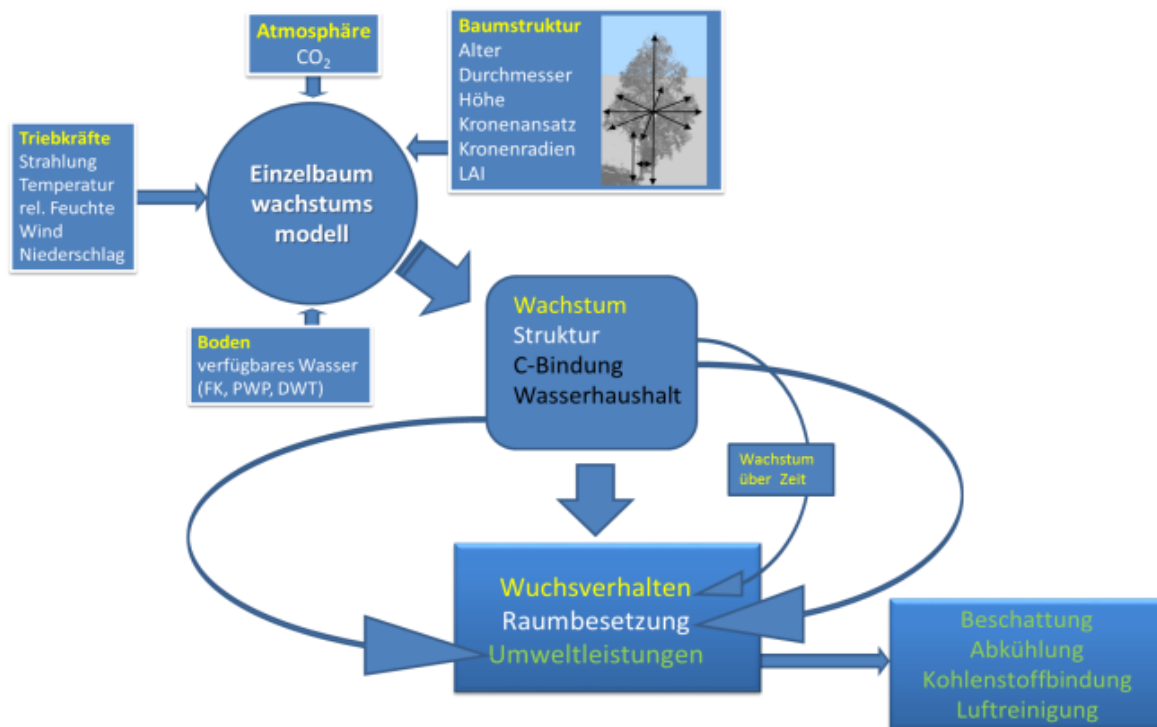 Atmosphäre
CO₂
Baumstruktur
Alter
Durchmesser
Höhe
Kronenansatz
Kronenradien
LAI
Triebkräfte
Strahlung
Temperatur
rel. Feuchte
Wind
Niederschlag
Einzelbaum
wachstums
modell
Boden
verfügbares Wasser
(FK, PWP, DWT)
Wachstum
Struktur
C-Bindung
Wasserhaushalt
Wachstum
über Zeit
Wuchsverhalten
Raumbesetzung
Umweltleistungen
Beschattung
Abkühlung
Kohlenstoffbindung
Luftreinigung